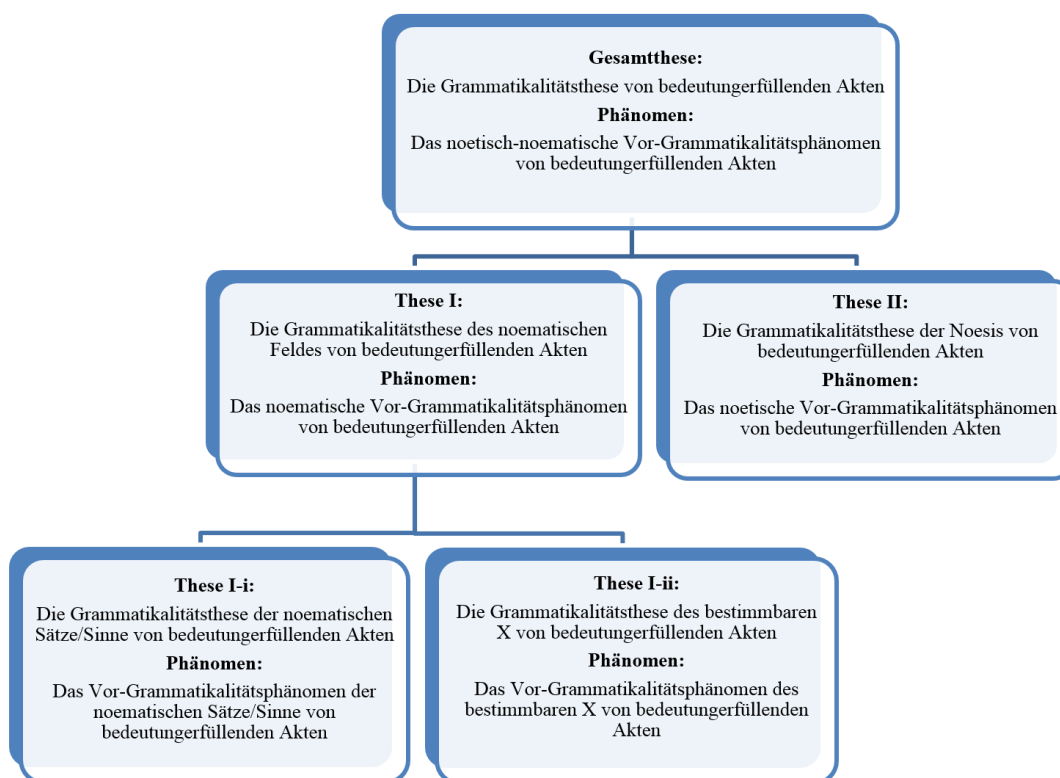 Gesamtthese:
Die Grammatikalitätsthese von bedeutungerfüllenden Akten
Phänomen:
Das noetisch-noematische Vor-Grammatikalitätsphänomen
von bedeutungerfüllenden Akten
These I:
Die Grammatikalitätsthese des noematischen
Feldes von bedeutungerfüllenden Akten
Phänomen:
Das noematische Vor-Grammatikalitätsphänomen
von bedeutungerfüllenden Akten
These II:
Die Grammatikalitätsthese der Noesis von
bedeutungerfüllenden Akten
Phänomen:
Das noetische Vor-Grammatikalitätsphänomen
von bedeutungerfüllenden Akten
These I-i:
Die Grammatikalitätsthese der noematischen
Sätze/Sinne von bedeutungerfüllenden Akten
Phänomen:
Das Vor-Grammatikalitätsphänomen der
noematischen Sätze/Sinne von
bedeutungerfüllenden Akten
These I-ii:
Die Grammatikalitätsthese des bestimmbaren
X von bedeutungerfüllenden Akten
Phänomen:
Das Vor-Grammatikalitätsphänomen des
bestimmbaren X von bedeutungerfüllenden
Akten